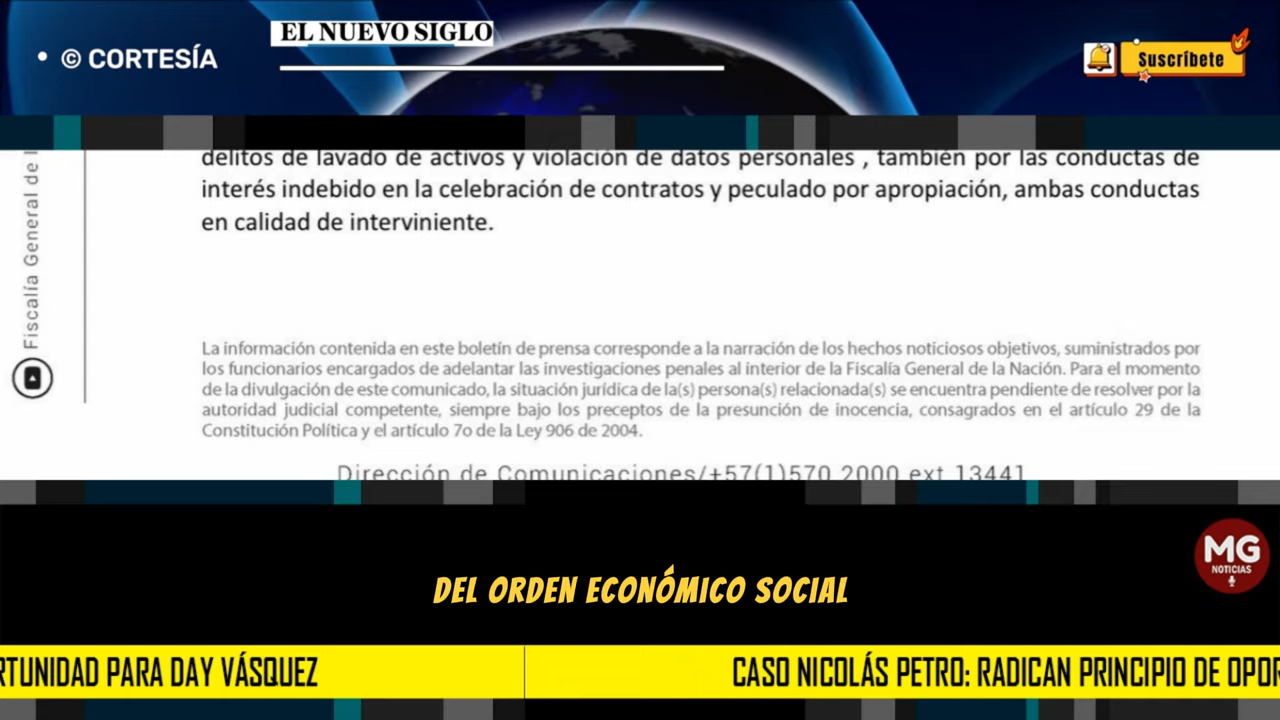 EL NUEVO SIGLO
• © CORTESÍA
Suscríbete
Fiscalía General de
delitos de lavado de activos y violación de datos personales , también por las conductas de
interés indebido en la celebración de contratos y peculado por apropiación, ambas conductas
en calidad de interviniente.
La información contenida en este boletín de prensa corresponde a la narración de los hechos noticiosos objetivos, suministrados por
los funcionarios encargados de adelantar las investigaciones penales al interior de la Fiscalía General de la Nación. Para el momento
de la divulgación de este comunicado, la situación jurídica de la(s) persona(s) relacionada(s) se encuentra pendiente de resolver por la
autoridad judicial competente, siempre bajo los preceptos de la presunción de inocencia, consagrados en el artículo 29 de la
Constitución Política y el artículo 7o de la Ley 906 de 2004.
Dirección de Comunicaciones/+57(1)570 2000 ext 13441
MG
NOTICIAS
DEL ORDEN ECONÓMICO SOCIAL
RTUNIDAD PARA DAY VÁSQUEZ
CASO NICOLÁS PETRO: RADICAN PRINCIPIO DE OPOR